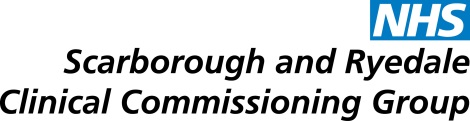 NHS
Scarborough and Ryedale
Clinical Commissioning Group